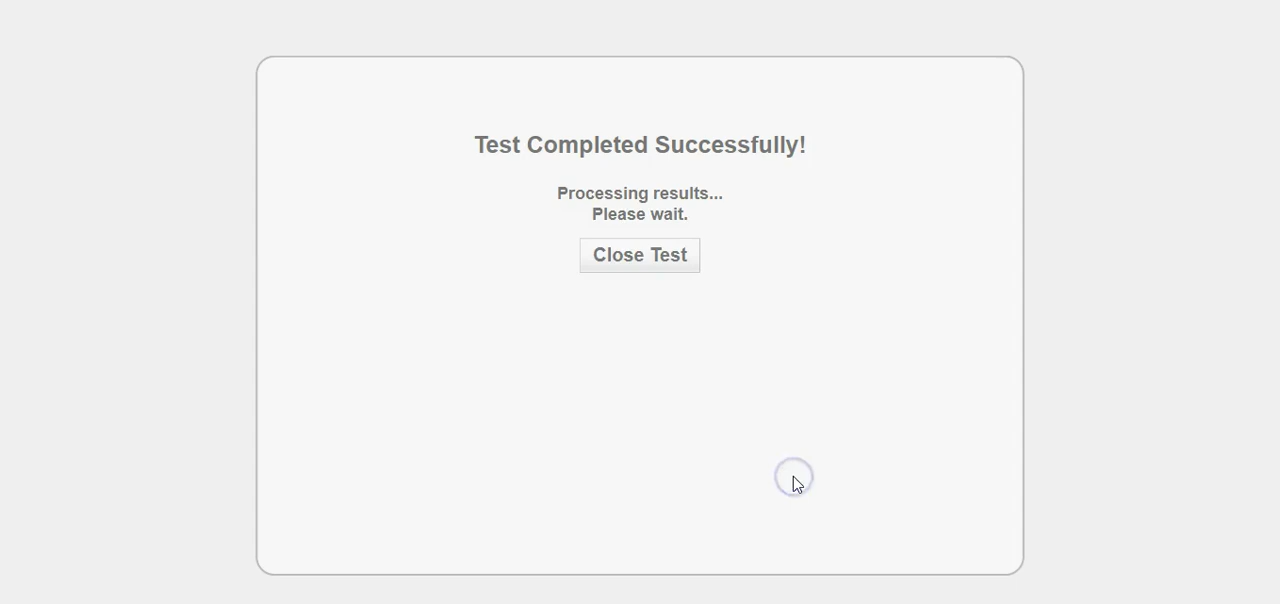 Test Completed Successfully!
Processing results...
Please wait.
Close Test